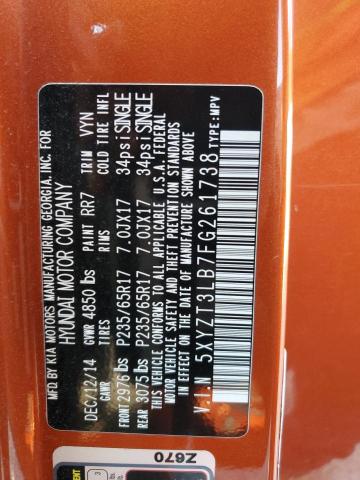 MFD.BY KIA MOTORS MANUFACTURING GEORGIA, INC. FOR
HYUNDAI MOTOR COMPANY
DEC/12/14 GVWR 4850 lbs PAINT RR7 TRIM VYN
TIRES COLD TIRE INFL
FRONT 2976 lbs P235/65R17 7.0JX17 34psi SINGLE
REAR 3075 lbs P235/65R17 7.0JX17 34psi SINGLE
THIS VEHICLE CONFORMS TO ALL APPLICABLE U.S.A. FEDERAL
MOTOR VEHICLE SAFETY AND THEFT PREVENTION STANDARDS
IN EFFECT ON THE DATE OF MANUFACTURE SHOWN ABOVE
VIN 5XYZT3LB7FG261738 TYPE:MPV
Z670